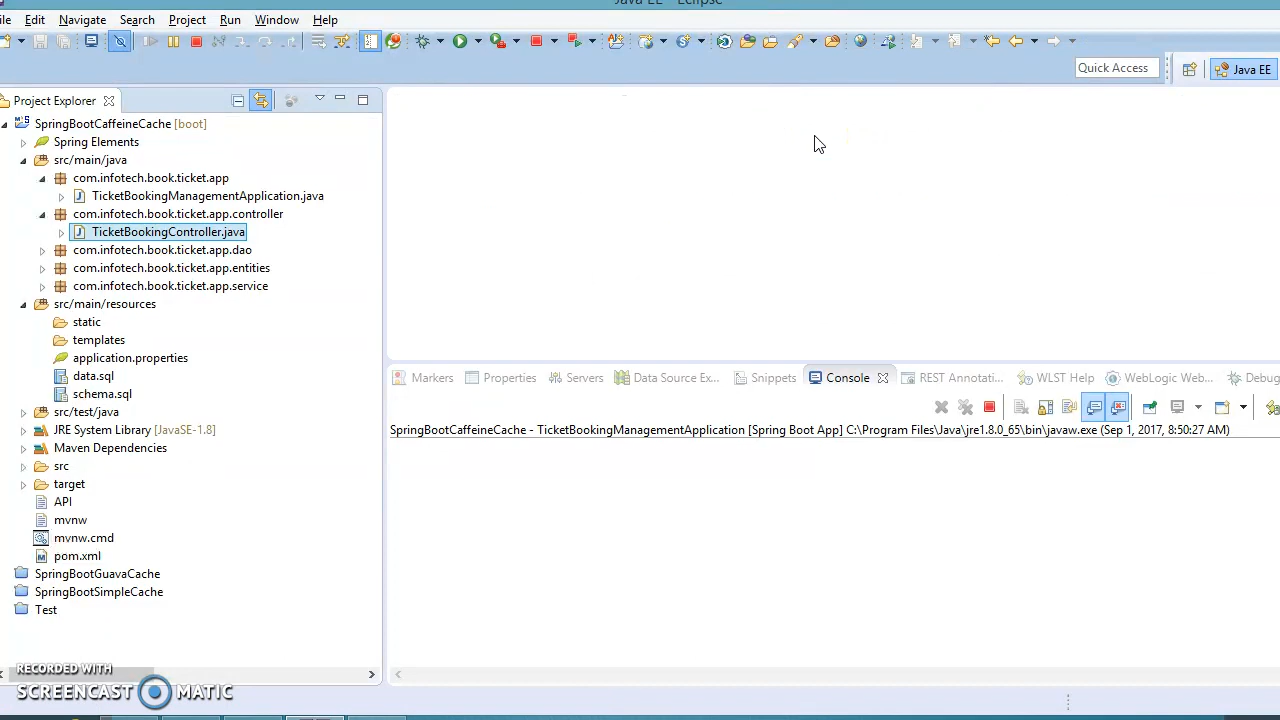 Java EE - Eclipse
ile Edit Navigate Search Project Run Window Help
Quick Access
Java EE
Project Explorer
SpringBootCaffeineCache [boot]
Spring Elements
src/main/java
com.infotech.book.ticket.app
TicketBookingManagementApplication.java
com.infotech.book.ticket.app.controller
TicketBookingController.java
com.infotech.book.ticket.app.dao
com.infotech.book.ticket.app.entities
com.infotech.book.ticket.app.service
src/main/resources
static
templates
application.properties
data.sql
schema.sql
src/test/java
JRE System Library [JavaSE-1.8]
Maven Dependencies
src
target
API
mvnw
mvnw.cmd
pom.xml
SpringBootGuavaCache
SpringBootSimpleCache
Test
Markers Properties Servers Data Source Ex... Snippets Console REST Annotati... WLST Help WebLogic Web... Debug
SpringBootCaffeineCache - TicketBookingManagementApplication [Spring Boot App] C:\Program Files\Java\jre1.8.0_65\bin\javaw.exe (Sep 1, 2017, 8:50:27 AM)
RECORDED WITH
SCREENCAST MATIC